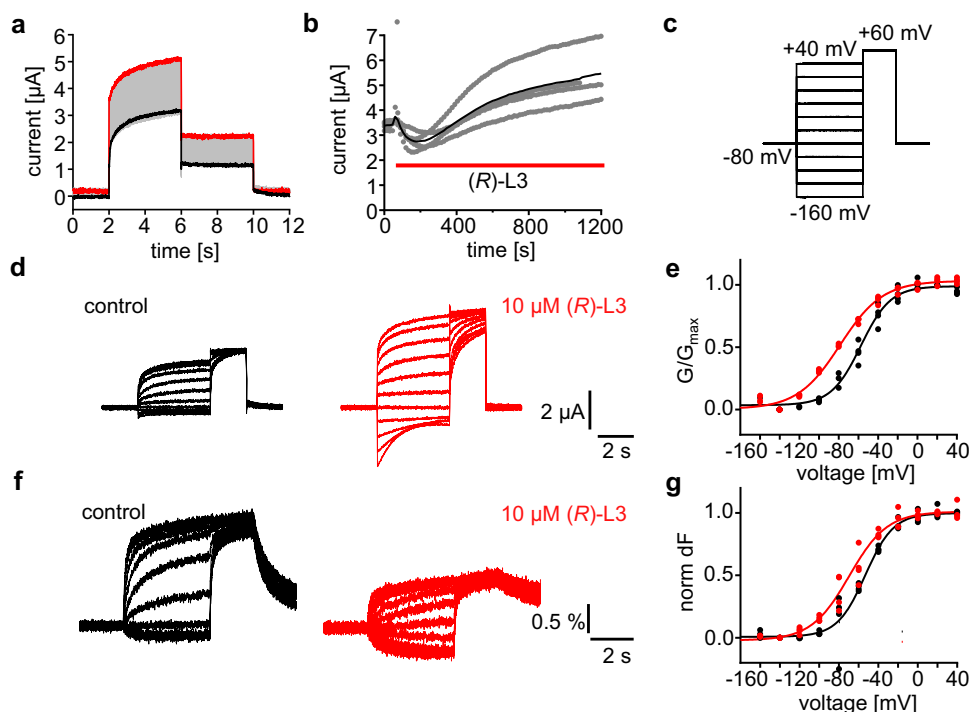 a
current [µA]
6
5
4
3
2
1
0
0 2 4 6 8 10 12
time [s]
b
current [µA]
7
6
5
4
3
2
1
0
(R)-L3
0 400 800 1200
time [s]
c
+60 mV
+40 mV
-80 mV
-160 mV
d
control
10 µM (R)-L3
2 µA
2 s
e
G/Gmax
1.0
0.5
0.0
-160 -120 -80 -40 0 40
voltage [mV]
f
control
10 µM (R)-L3
0.5 %
2 s
g
norm dF
1.0
0.5
0.0
-160 -120 -80 -40 0 40
voltage [mV]